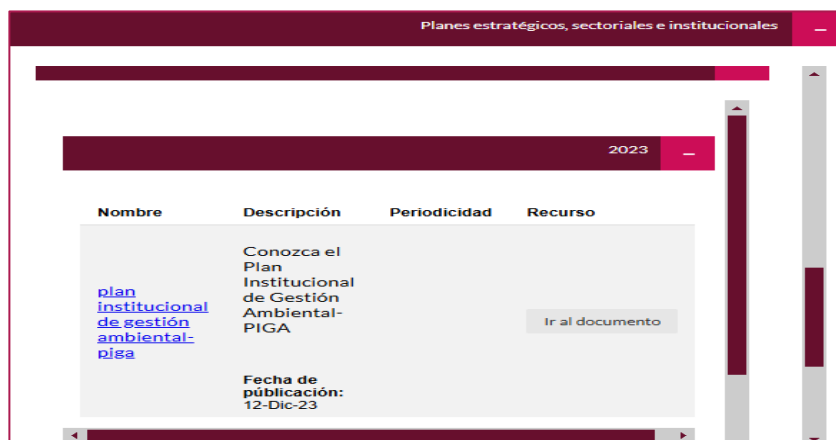 Planes estratégicos, sectoriales e institucionales
2023
Nombre Descripción Periodicidad Recurso
plan
institucional
de gestión
ambiental-
piga
Conozca el
Plan
Institucional
de Gestión
Ambiental-
PIGA
Fecha de
públicación:
12-Dic-23
Ir al documento